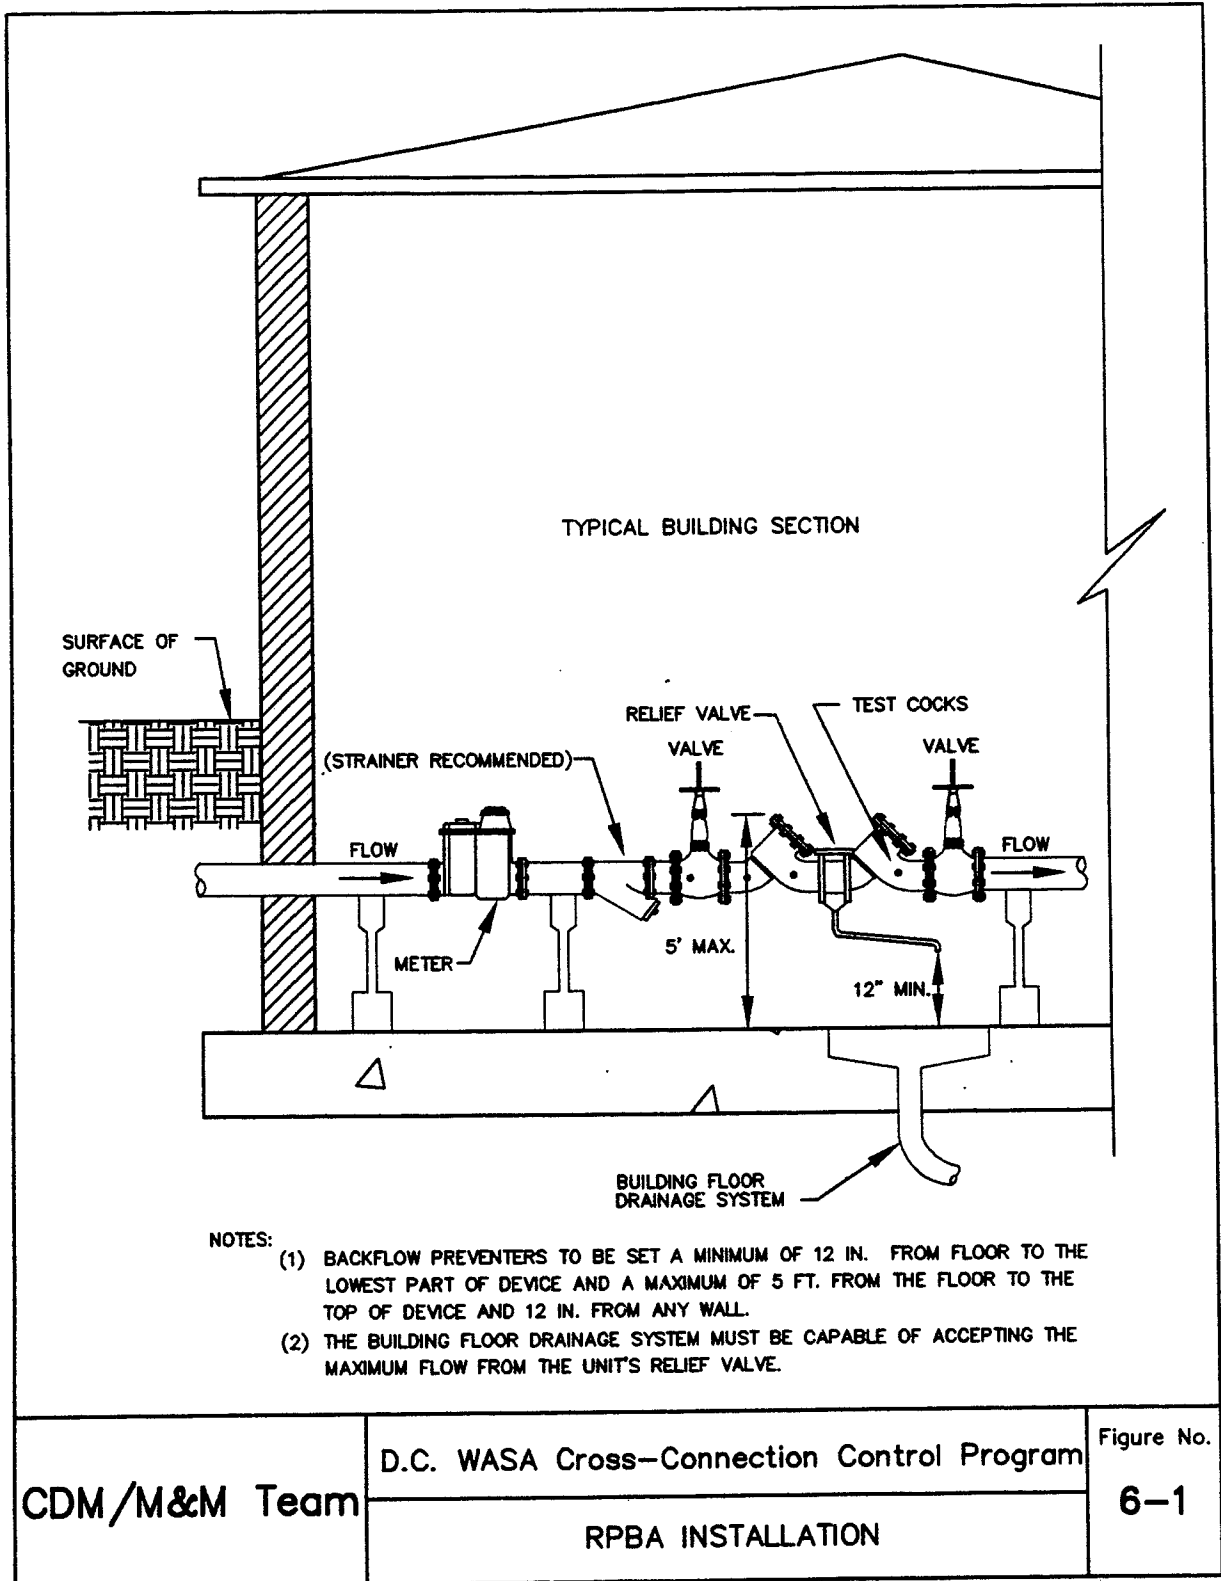 TYPICAL BUILDING SECTION
SURFACE OF
GROUND
RELIEF VALVE
TEST COCKS
VALVE
VALVE
(STRAINER RECOMMENDED)
FLOW
FLOW
5' MAX.
METER
12" MIN.
BUILDING FLOOR
DRAINAGE SYSTEM
NOTES:
(1) BACKFLOW PREVENTERS TO BE SET A MINIMUM OF 12 IN. FROM FLOOR TO THE
LOWEST PART OF DEVICE AND A MAXIMUM OF 5 FT. FROM THE FLOOR TO THE
TOP OF DEVICE AND 12 IN. FROM ANY WALL.
(2) THE BUILDING FLOOR DRAINAGE SYSTEM MUST BE CAPABLE OF ACCEPTING THE
MAXIMUM FLOW FROM THE UNIT'S RELIEF VALVE.
CDM/M&M Team
D.C. WASA Cross-Connection Control Program
RPBA INSTALLATION
Figure No.
6-1